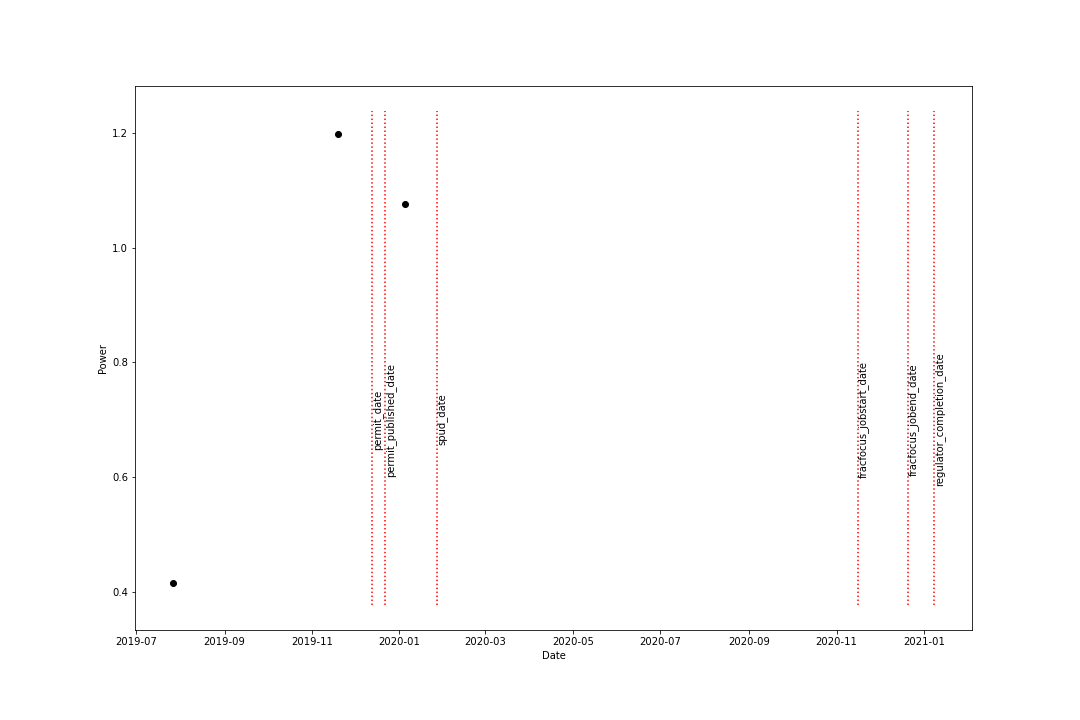 1.2
1.0
0.8
0.6
0.4
Power
permit_date
permit_published_date
spud_date
fracfocus_jobstart_date
fracfocus_jobend_date
regulator_completion_date
2019-07 2019-09 2019-11 2020-01 2020-03 2020-05 2020-07 2020-09 2020-11 2021-01
Date